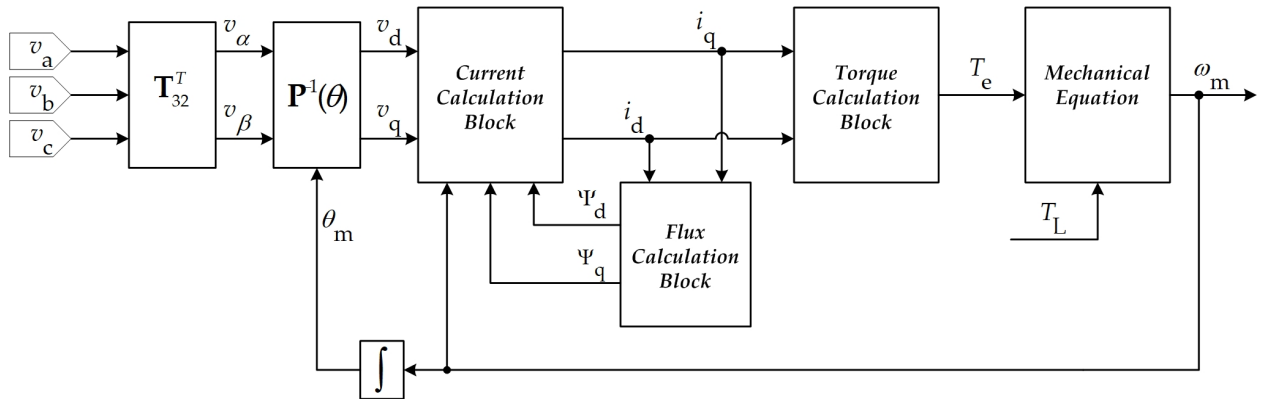 v_a
v_b
v_c
T_32^T
v_α
v_β
P^-1(θ)
v_d
v_q
Current
Calculation
Block
i_q
i_d
Torque
Calculation
Block
T_e
Mechanical
Equation
ω_m
θ_m
Ψ_d
Ψ_q
Flux
Calculation
Block
T_L
∫